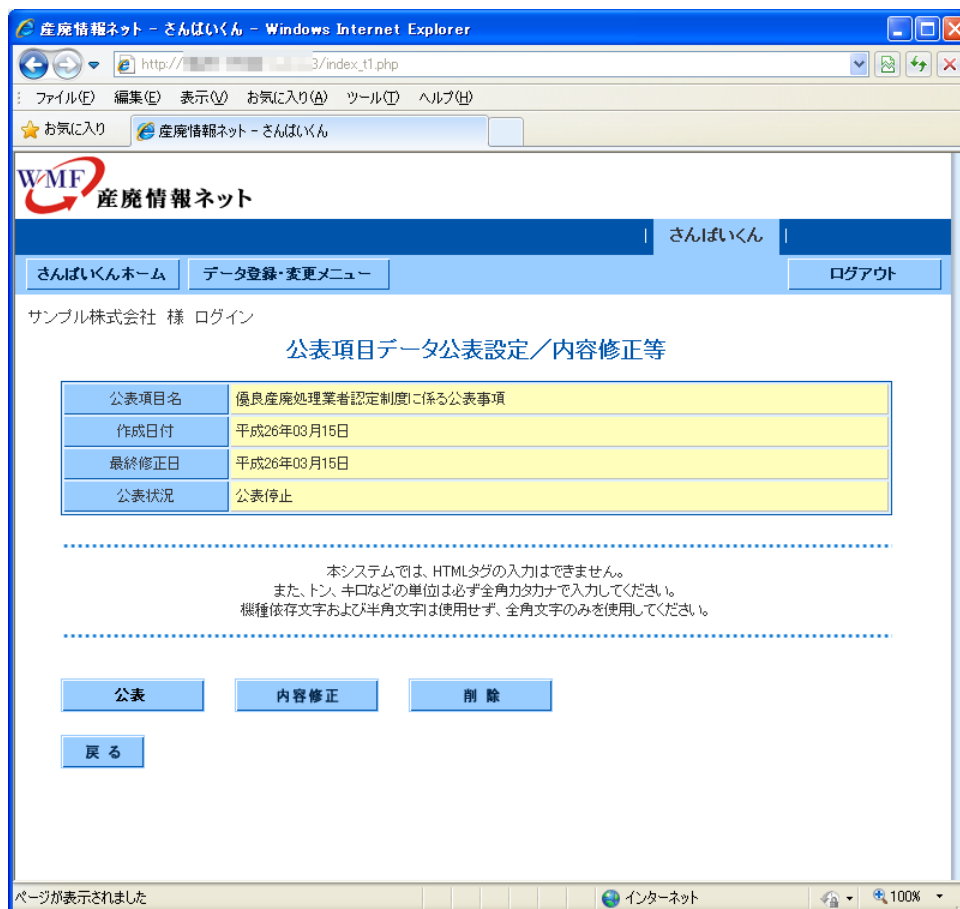 産廃情報ネット - さんぱいくん - Windows Internet Explorer
http:// 3/index_t1.php
ファイル(F) 編集(E) 表示(V) お気に入り(A) ツール(T) ヘルプ(H)
お気に入り 産廃情報ネット - さんぱいくん
WMF 産廃情報ネット
さんぱいくん
さんぱいくんホーム データ登録・変更メニュー ログアウト
サンプル株式会社 様 ログイン
公表項目データ公表設定／内容修正等
公表項目名 優良産廃処理業者認定制度に係る公表事項
作成日付 平成26年03月15日
最終修正日 平成26年03月15日
公表状況 公表停止
本システムでは、HTMLタグの入力はできません。
また、トン、キロなどの単位は必ず全角カタカナで入力してください。
機種依存文字および半角文字は使用せず、全角文字のみを使用してください。
公表 内容修正 削除
戻る
ページが表示されました インターネット 100%